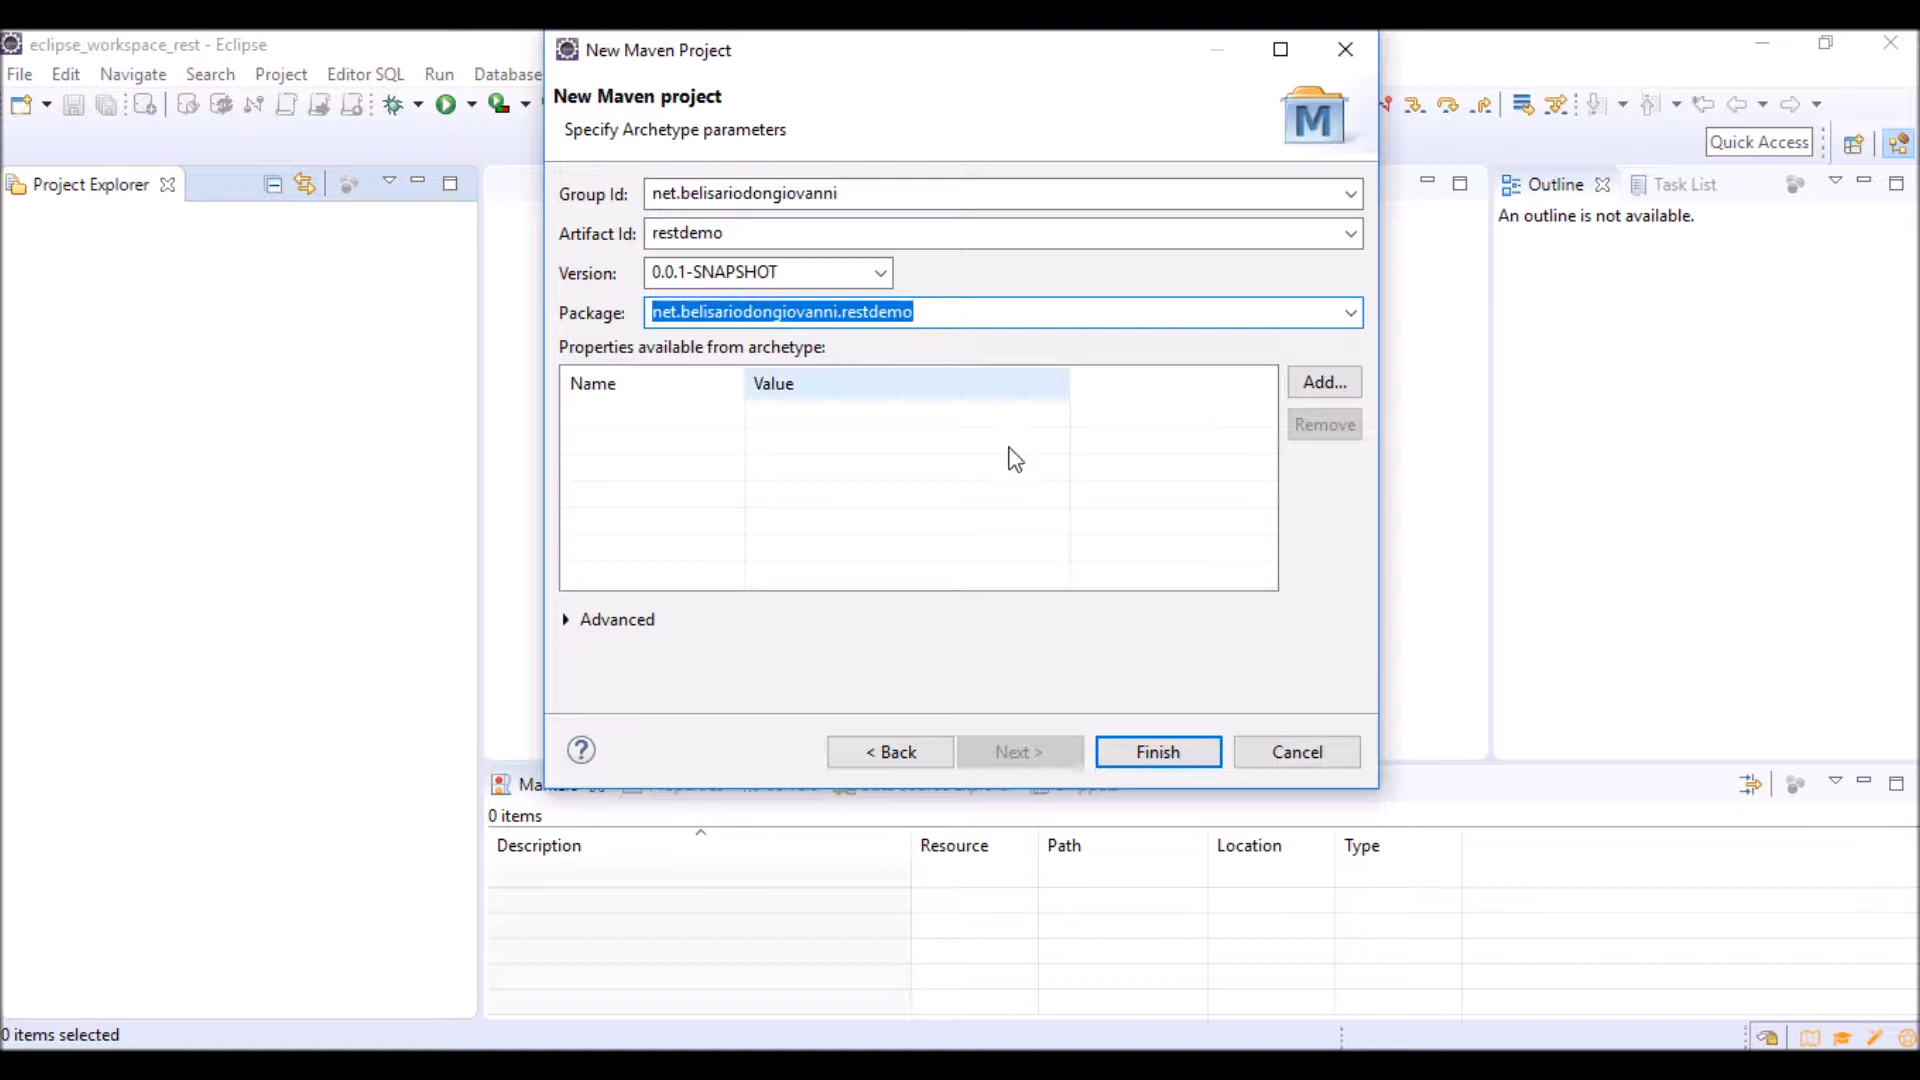 eclipse_workspace_rest - Eclipse
File Edit Navigate Search Project Editor SQL Run Database
Quick Access
Project Explorer
New Maven Project
New Maven project
Specify Archetype parameters
M
Group Id: net.belisariodongiovanni
Artifact Id: restdemo
Version: 0.0.1-SNAPSHOT
Package: net.belisariodongiovanni.restdemo
Properties available from archetype:
Name Value
Add...
Remove
Advanced
? < Back Next > Finish Cancel
Outline Task List
An outline is not available.
0 items
Description Resource Path Location Type
0 items selected